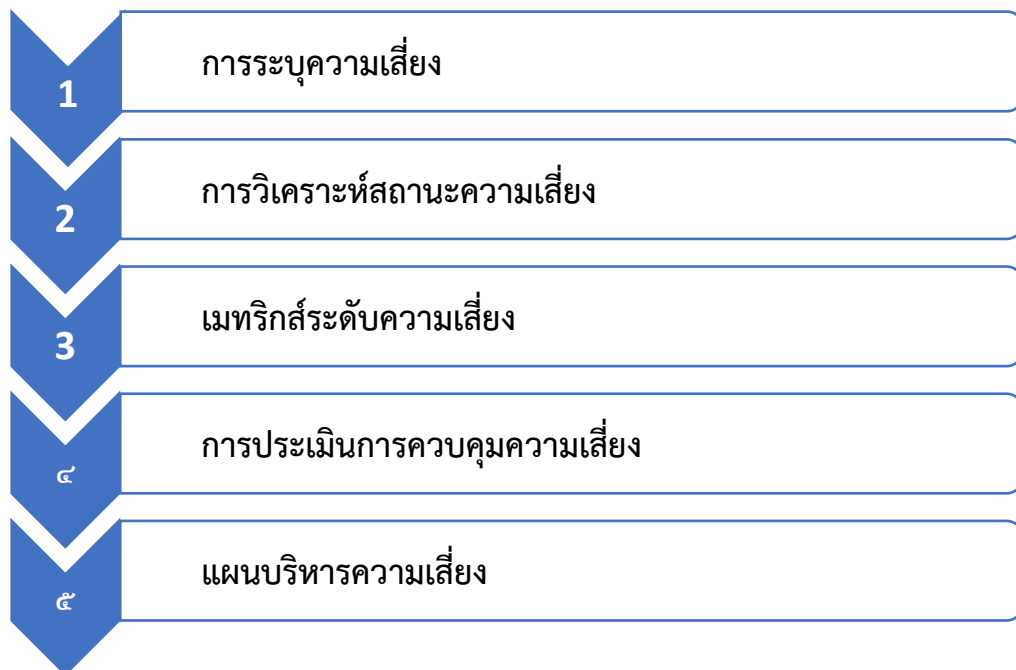 1
การระบุความเสี่ยง
2
การวิเคราะห์สถานะความเสี่ยง
3
เมทริกส์ระดับความเสี่ยง
๔
การประเมินการควบคุมความเสี่ยง
๕
แผนบริหารความเสี่ยง